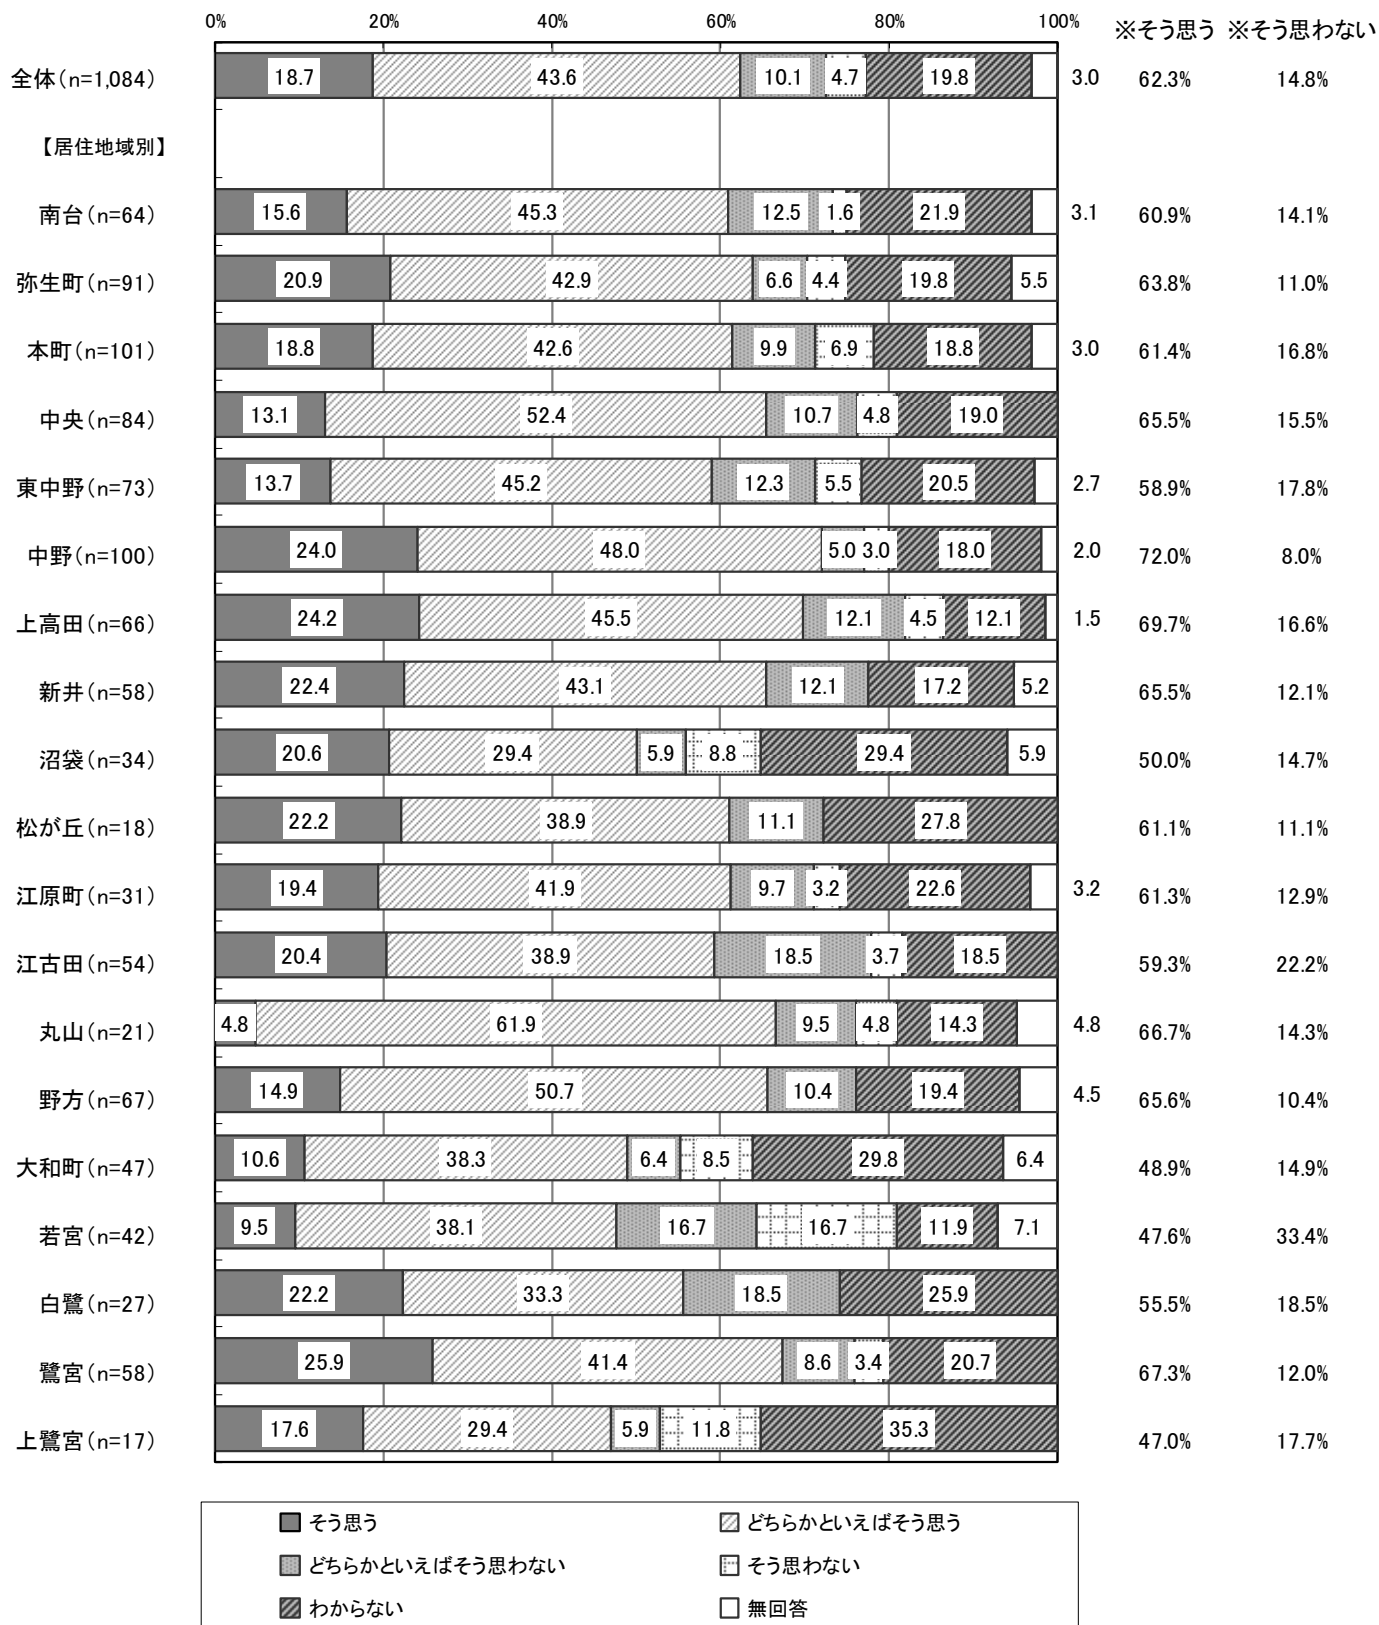 0% 20% 40% 60% 80% 100% ※そう思う ※そう思わない
全体(n=1,084) 18.7 43.6 10.1 4.7 19.8 3.0 62.3% 14.8%
【居住地域別】
南台(n=64) 15.6 45.3 12.5 1.6 21.9 3.1 60.9% 14.1%
弥生町(n=91) 20.9 42.9 6.6 4.4 19.8 5.5 63.8% 11.0%
本町(n=101) 18.8 42.6 9.9 6.9 18.8 3.0 61.4% 16.8%
中央(n=84) 13.1 52.4 10.7 4.8 19.0 65.5% 15.5%
東中野(n=73) 13.7 45.2 12.3 5.5 20.5 2.7 58.9% 17.8%
中野(n=100) 24.0 48.0 5.0 3.0 18.0 2.0 72.0% 8.0%
上高田(n=66) 24.2 45.5 12.1 4.5 12.1 1.5 69.7% 16.6%
新井(n=58) 22.4 43.1 12.1 17.2 5.2 65.5% 12.1%
沼袋(n=34) 20.6 29.4 5.9 8.8 29.4 5.9 50.0% 14.7%
松が丘(n=18) 22.2 38.9 11.1 27.8 61.1% 11.1%
江原町(n=31) 19.4 41.9 9.7 3.2 22.6 3.2 61.3% 12.9%
江古田(n=54) 20.4 38.9 18.5 3.7 18.5 59.3% 22.2%
丸山(n=21) 4.8 61.9 9.5 4.8 14.3 4.8 66.7% 14.3%
野方(n=67) 14.9 50.7 10.4 19.4 4.5 65.6% 10.4%
大和町(n=47) 10.6 38.3 6.4 8.5 29.8 6.4 48.9% 14.9%
若宮(n=42) 9.5 38.1 16.7 16.7 11.9 7.1 47.6% 33.4%
白鷺(n=27) 22.2 33.3 18.5 25.9 55.5% 18.5%
鷺宮(n=58) 25.9 41.4 8.6 3.4 20.7 67.3% 12.0%
上鷺宮(n=17) 17.6 29.4 5.9 11.8 35.3 47.0% 17.7%
そう思う どちらかといえばそう思う
どちらかといえばそう思わない そう思わない
わからない 無回答